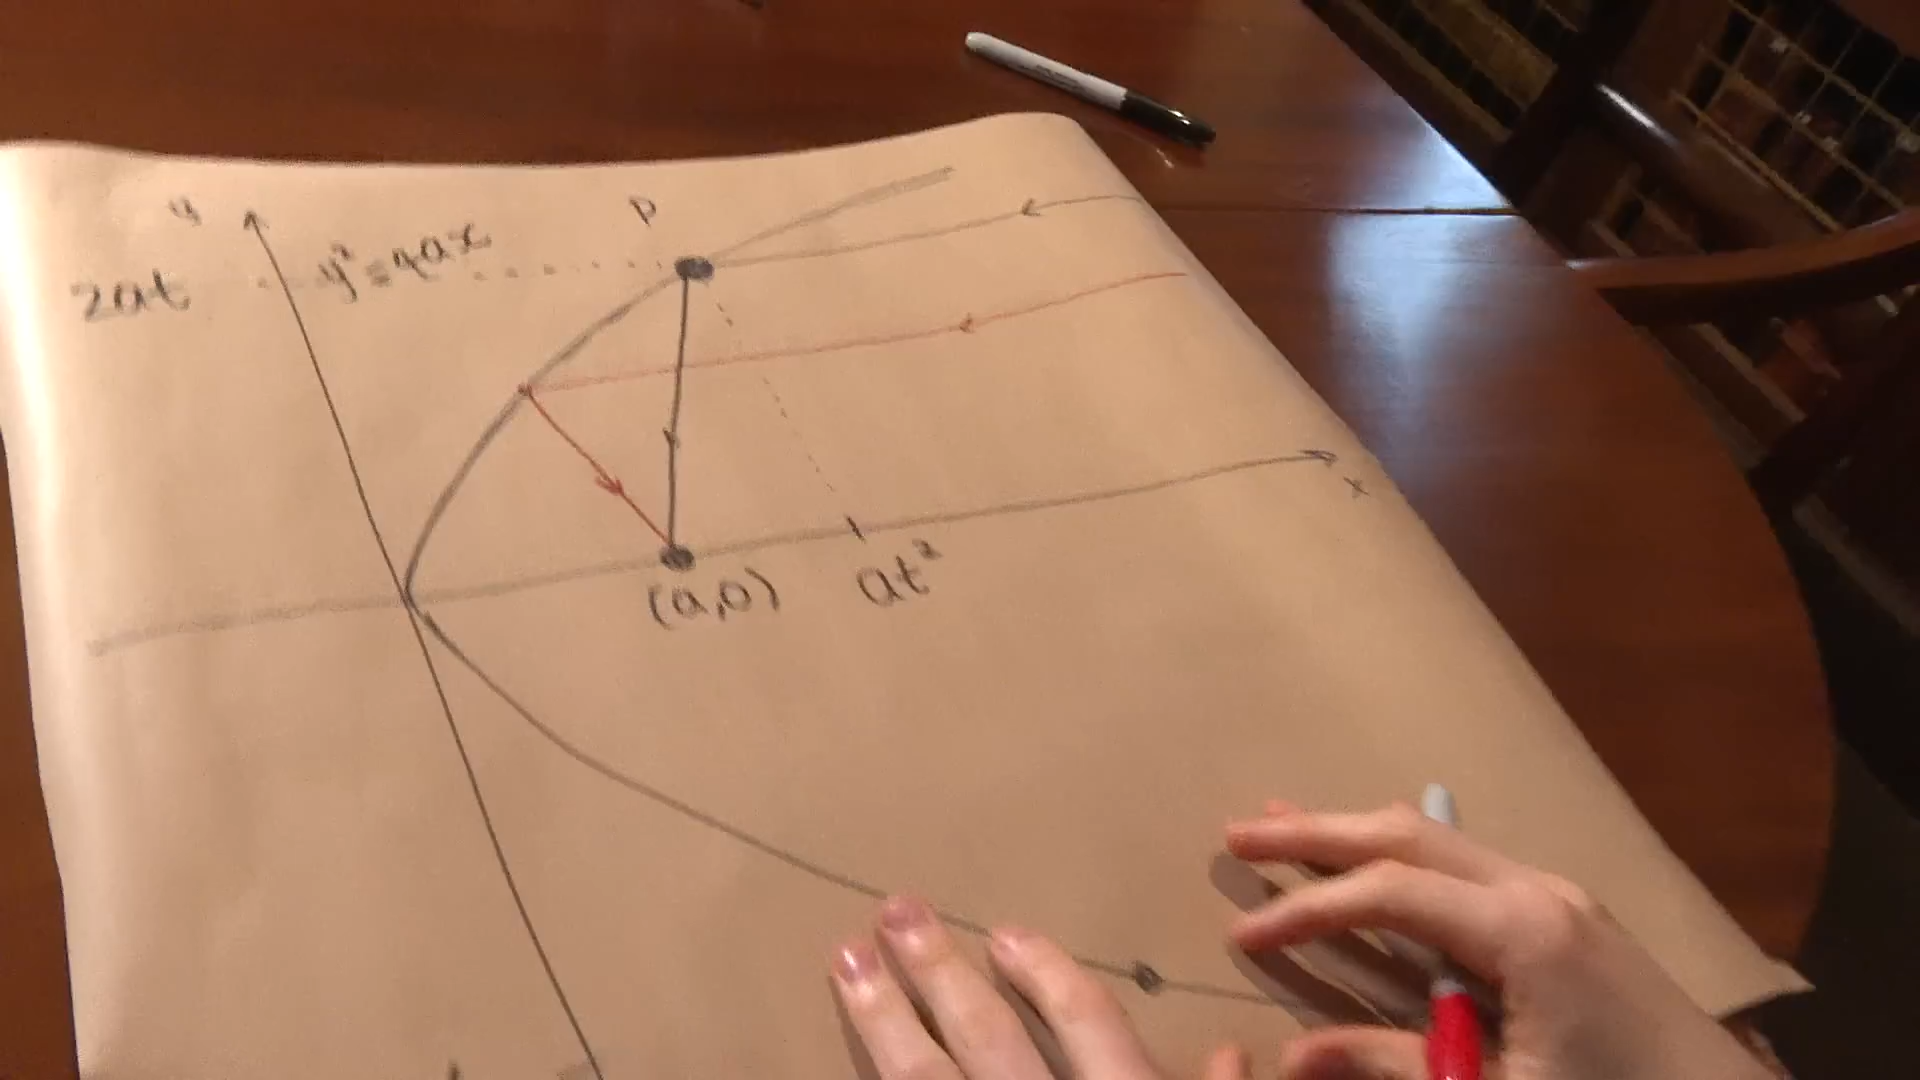 y
P
y²=4ax
2at
x
(a,0)
at²